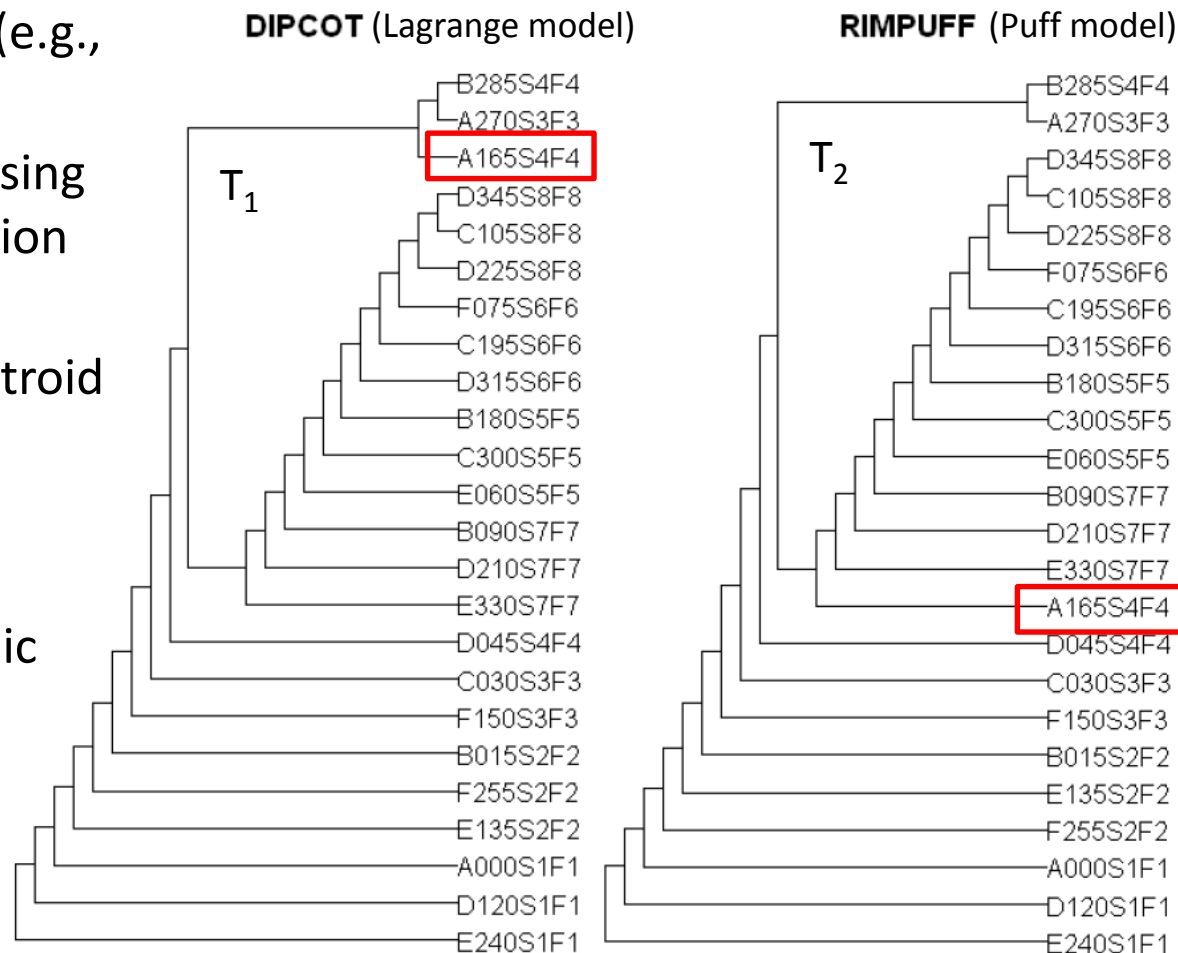 (e.g.,
sing
ion
troid
ic
DIPCOT (Lagrange model)
T1
B285S4F4
A270S3F3
A165S4F4
D345S8F8
C105S8F8
D225S8F8
F075S6F6
C195S6F6
D315S6F6
B180S5F5
C300S5F5
E060S5F5
B090S7F7
D210S7F7
E330S7F7
D045S4F4
C030S3F3
F150S3F3
B015S2F2
F255S2F2
E135S2F2
A000S1F1
D120S1F1
E240S1F1
RIMPUFF (Puff model)
T2
B285S4F4
A270S3F3
D345S8F8
C105S8F8
D225S8F8
F075S6F6
C195S6F6
D315S6F6
B180S5F5
C300S5F5
E060S5F5
B090S7F7
D210S7F7
E330S7F7
A165S4F4
D045S4F4
C030S3F3
F150S3F3
B015S2F2
E135S2F2
F255S2F2
A000S1F1
D120S1F1
E240S1F1